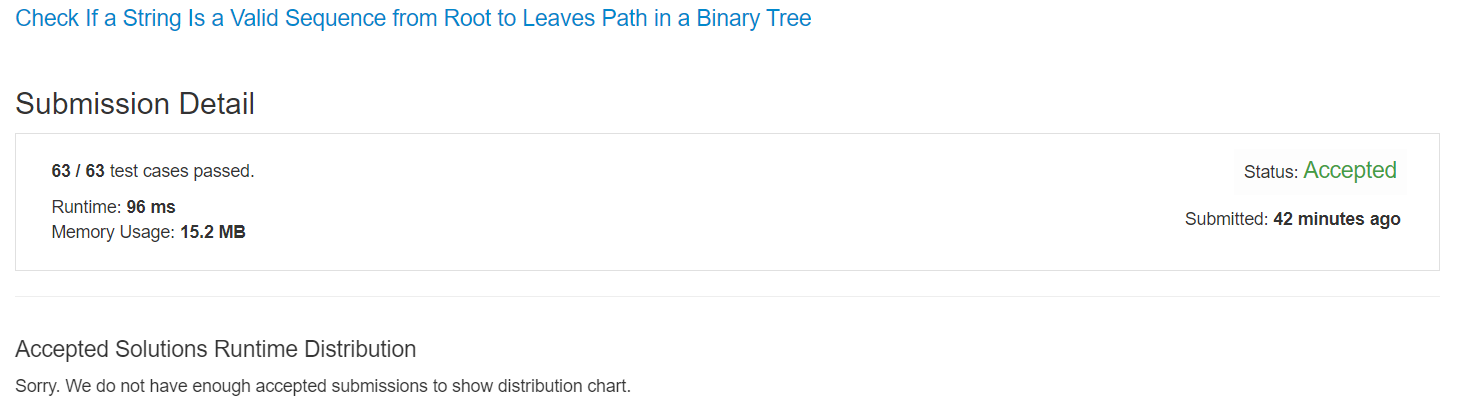 Check If a String Is a Valid Sequence from Root to Leaves Path in a Binary Tree
Submission Detail
63 / 63 test cases passed.
Status: Accepted
Runtime: 96 ms
Submitted: 42 minutes ago
Memory Usage: 15.2 MB
Accepted Solutions Runtime Distribution
Sorry. We do not have enough accepted submissions to show distribution chart.